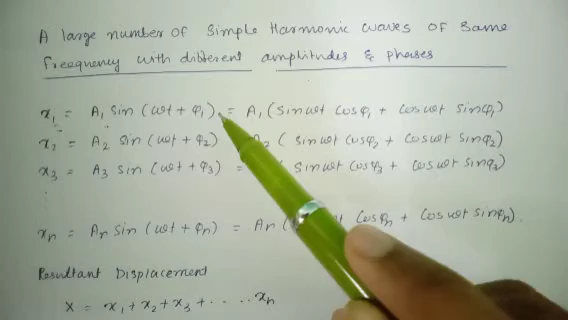 A large number of Simple Harmonic waves of same
frequency with different amplitudes & phases
x₁ = A₁ sin (ωt + φ₁) = A₁ (sinωt cosφ₁ + cosωt sinφ₁)
x₂ = A₂ sin (ωt + φ₂) A₂ ( sinωt cosφ₂ + cosωt sinφ₂)
x₃ = A₃ sin (ωt + φ₃) = ( sinωt cosφ₃ + cosωt sinφ₃)
xₙ = Aₙ sin (ωt + φₙ) = Aₙ ( t cosφₙ + cosωt sinφₙ).
Resultant Displacement
X = x₁ + x₂ + x₃ + ..... xₙ